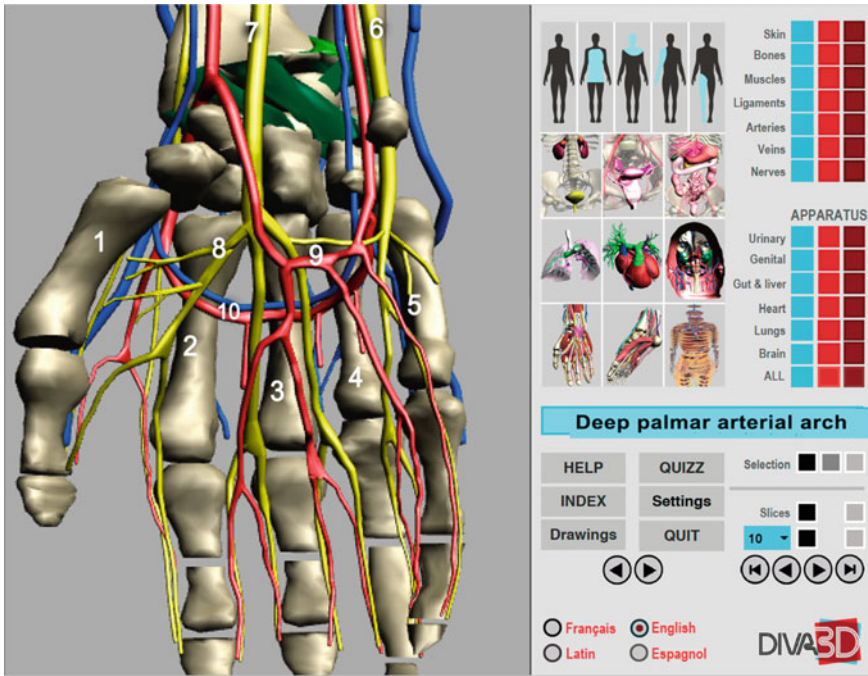 7
6
1
8
9
10
5
2
3
4
Skin
Bones
Muscles
Ligaments
Arteries
Veins
Nerves
APPARATUS
Urinary
Genital
Gut & liver
Heart
Lungs
Brain
ALL
Deep palmar arterial arch
HELP QUIZZ Selection
INDEX Settings
Slices
Drawings QUIT 10
Français English
Latin Espagnol
DIVA3D